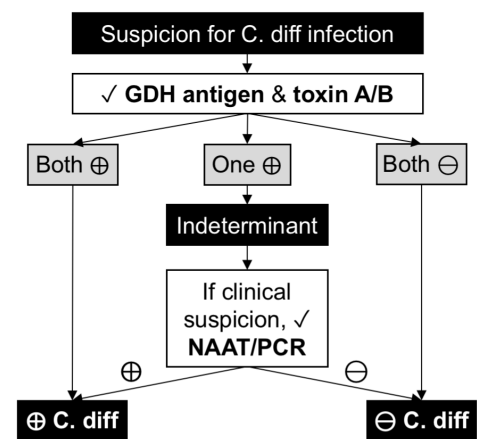 Suspicion for C. diff infection
✓ GDH antigen & toxin A/B
Both ⊕
One ⊕
Both ⊖
Indeterminant
If clinical
suspicion, ✓
NAAT/PCR
⊕
⊖
⊕ C. diff
⊖ C. diff